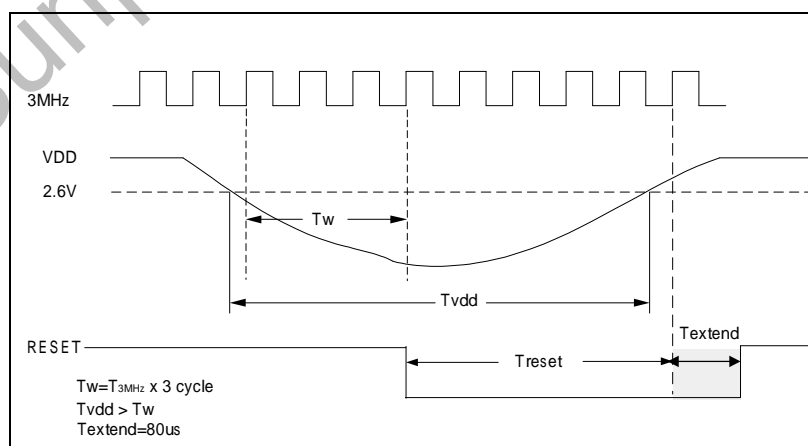 3MHz
VDD
2.6V
Tw
Tvdd
Textend
RESET
Treset
Tw=T3MHz x 3 cycle
Tvdd > Tw
Textend=80us